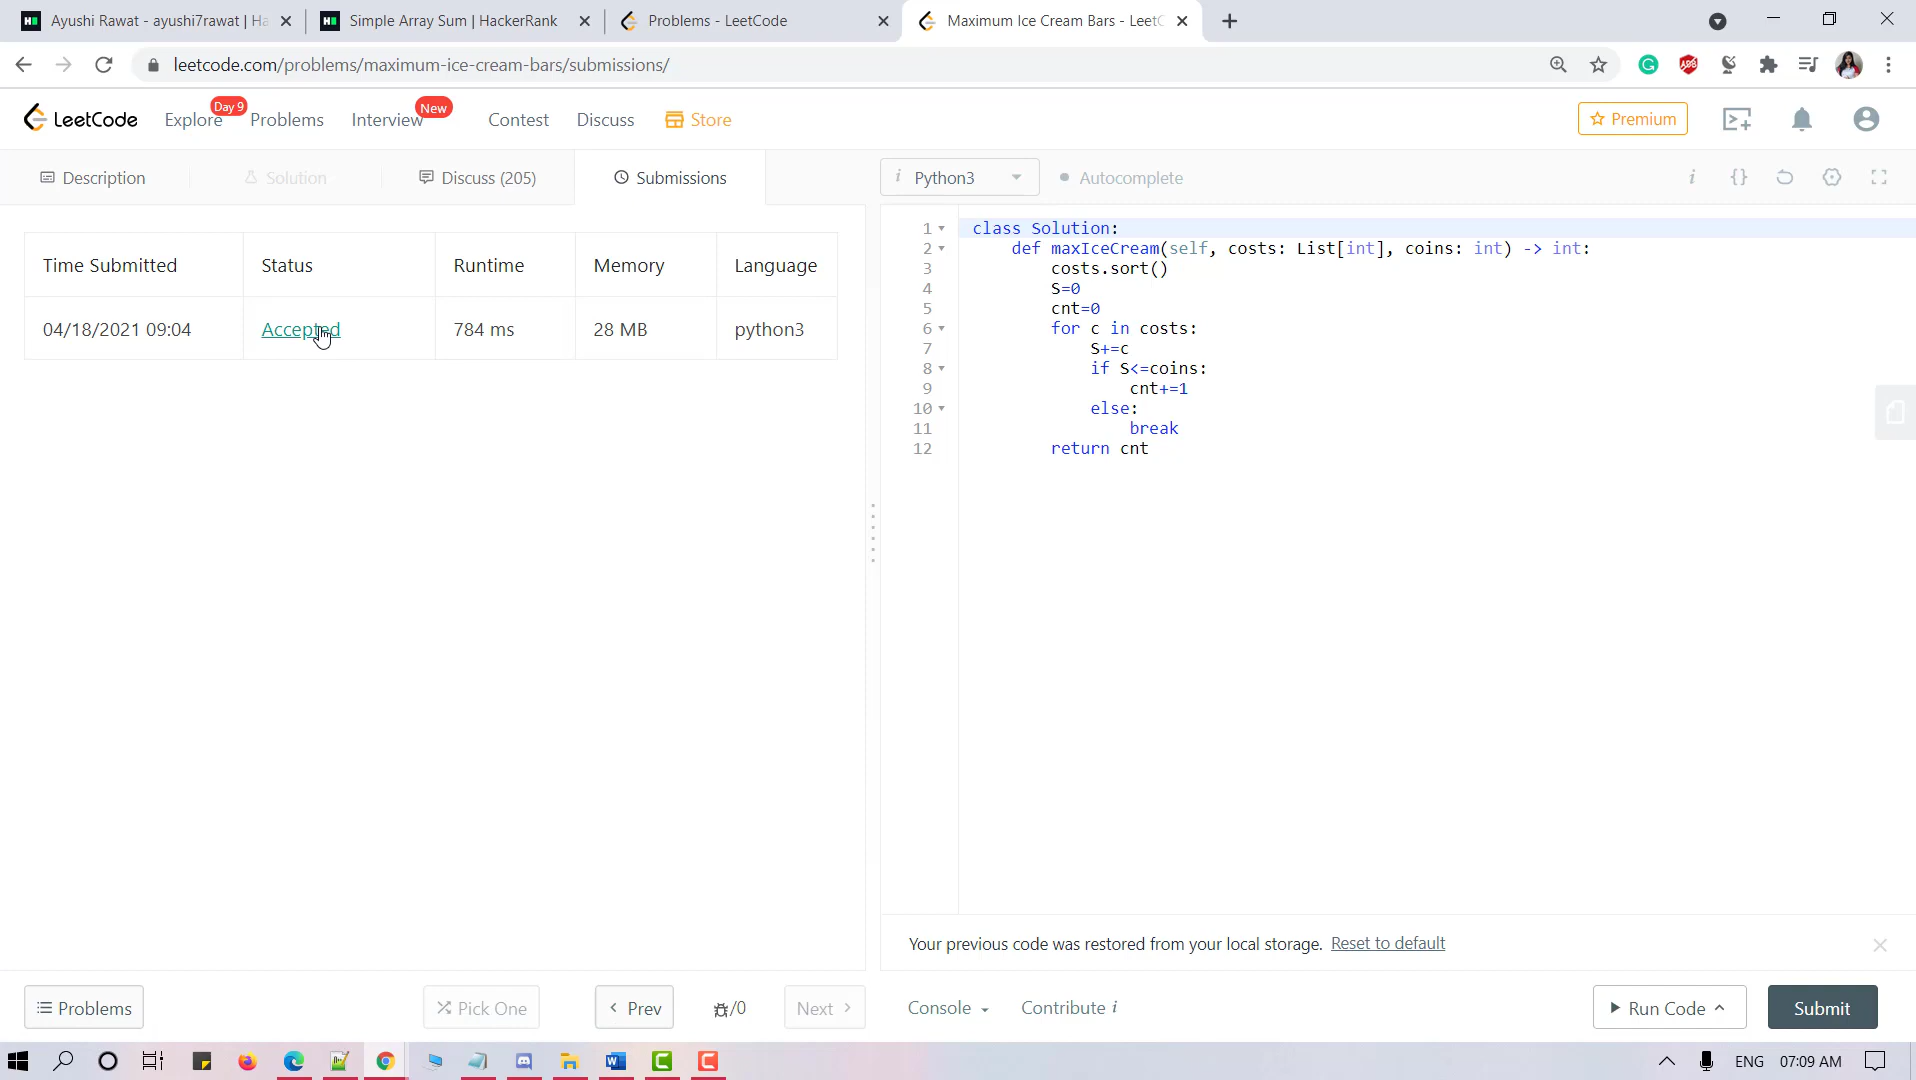 Ayushi Rawat - ayushi7rawat | Ha
Simple Array Sum | HackerRank
Problems - LeetCode
Maximum Ice Cream Bars - LeetC
leetcode.com/problems/maximum-ice-cream-bars/submissions/
LeetCode Explore Day 9 Problems Interview New Contest Discuss Store Premium
Description Solution Discuss (205) Submissions
i Python3 Autocomplete i {}
Time Submitted Status Runtime Memory Language
04/18/2021 09:04 Accepted 784 ms 28 MB python3
1 class Solution:
2 def maxIceCream(self, costs: List[int], coins: int) -> int:
3 costs.sort()
4 S=0
5 cnt=0
6 for c in costs:
7 S+=c
8 if S<=coins:
9 cnt+=1
10 else:
11 break
12 return cnt
Your previous code was restored from your local storage. Reset to default
Problems Pick One < Prev /0 Next > Console Contribute i Run Code Submit
ENG 07:09 AM